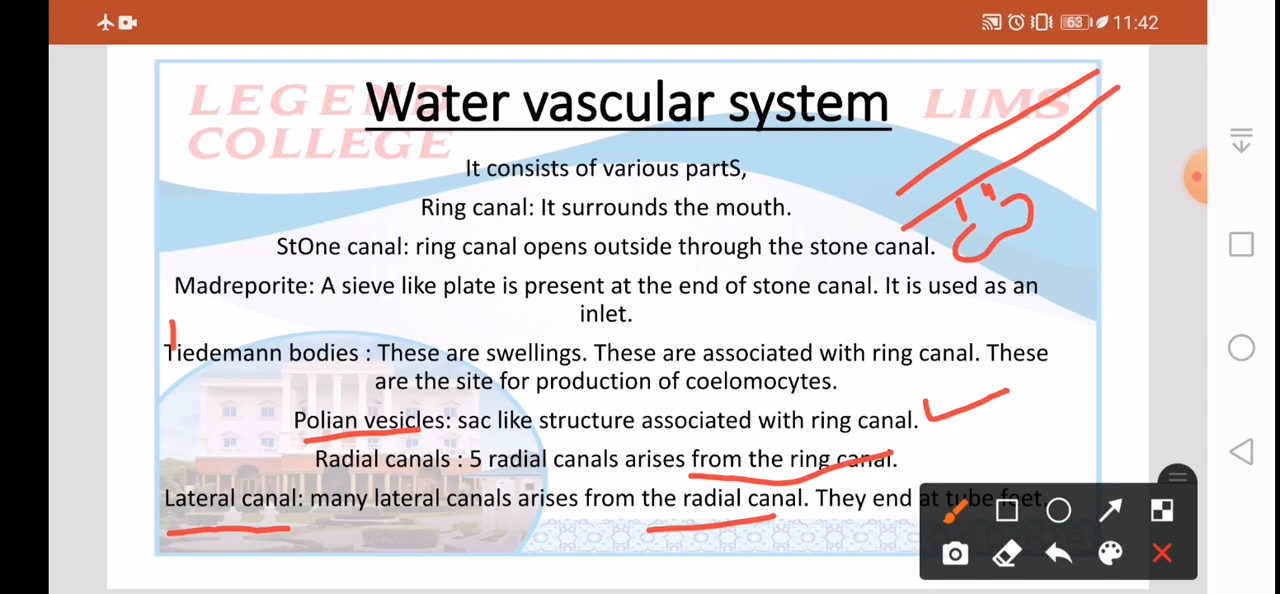 63 11:42
LEGEND
COLLEGE
LIMS
Water vascular system
It consists of various partS,
Ring canal: It surrounds the mouth.
StOne canal: ring canal opens outside through the stone canal.
Madreporite: A sieve like plate is present at the end of stone canal. It is used as an
inlet.
Tiedemann bodies : These are swellings. These are associated with ring canal. These
are the site for production of coelomocytes.
Polian vesicles: sac like structure associated with ring canal.
Radial canals : 5 radial canals arises from the ring canal.
Lateral canal: many lateral canals arises from the radial canal. They end at tube feet